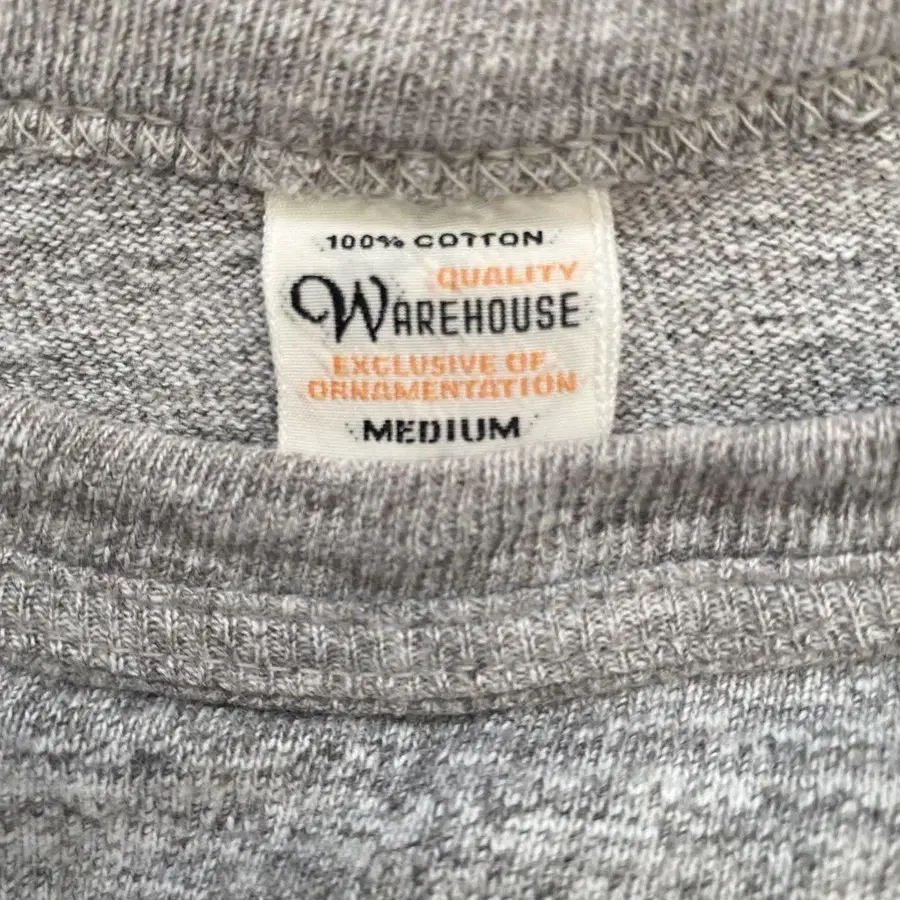 100% COTTON
QUALITY
WAREHOUSE
EXCLUSIVE OF
ORNAMENTATION
MEDIUM